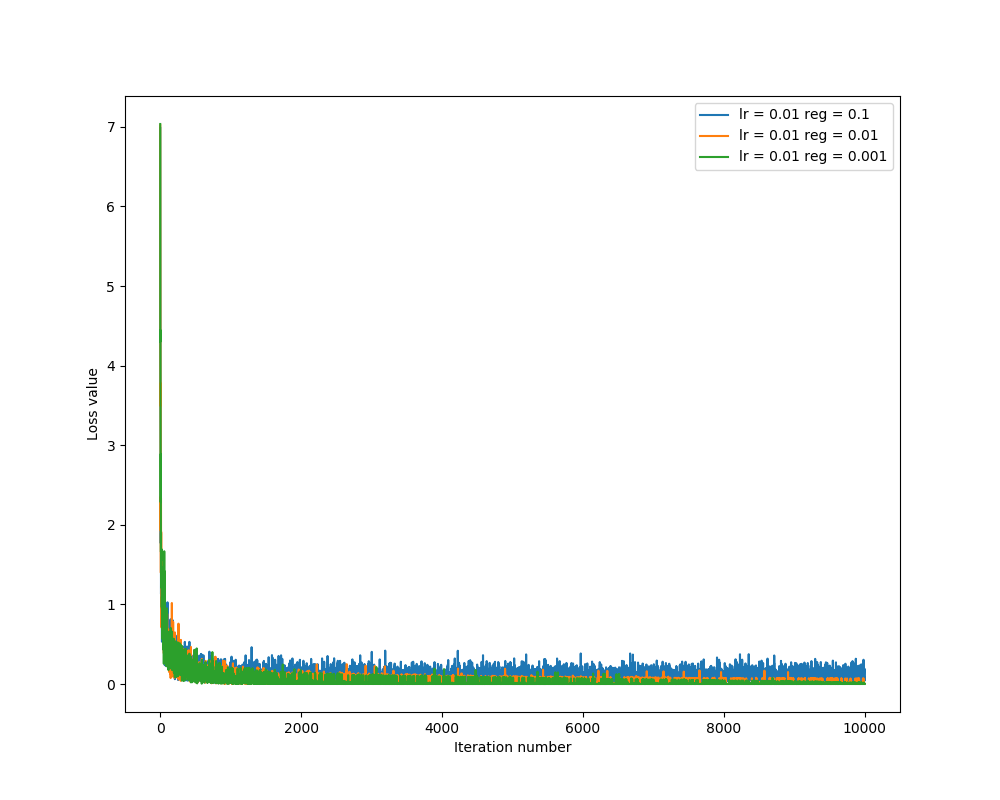 lr = 0.01 reg = 0.1
lr = 0.01 reg = 0.01
lr = 0.01 reg = 0.001
7
6
5
4
3
2
1
0
Loss value
0 2000 4000 6000 8000 10000
Iteration number